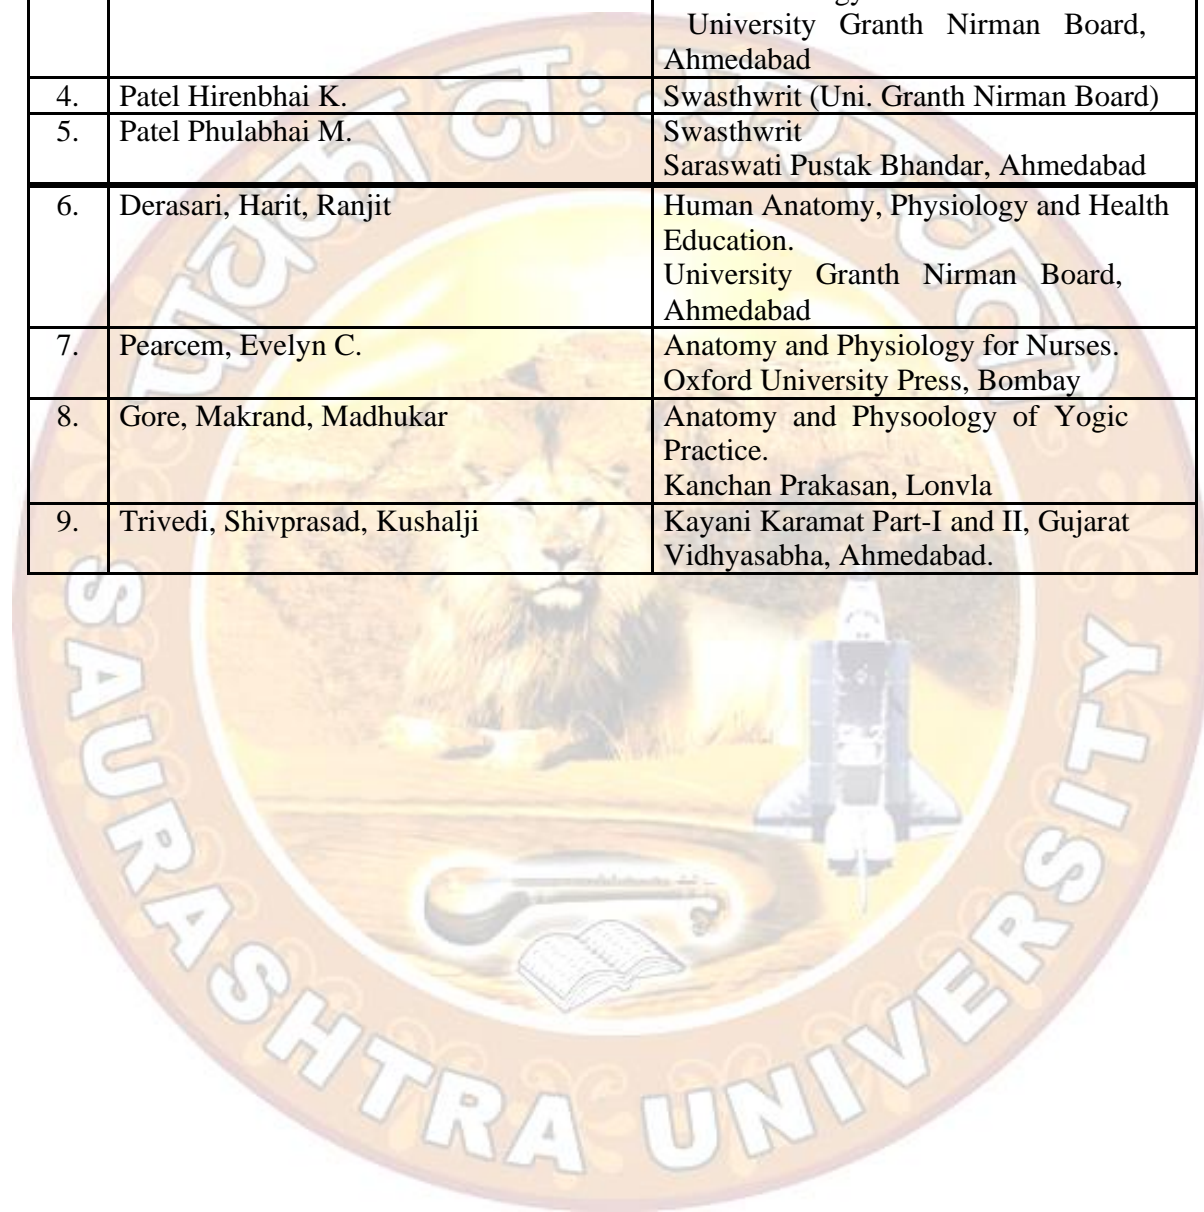 University Granth Nirman Board,
Ahmedabad
4. Patel Hirenbhai K. Swasthwrit (Uni. Granth Nirman Board)
5. Patel Phulabhai M. Swasthwrit
Saraswati Pustak Bhandar, Ahmedabad
6. Derasari, Harit, Ranjit Human Anatomy, Physiology and Health
Education.
University Granth Nirman Board,
Ahmedabad
7. Pearcem, Evelyn C. Anatomy and Physiology for Nurses.
Oxford University Press, Bombay
8. Gore, Makrand, Madhukar Anatomy and Physoology of Yogic
Practice.
Kanchan Prakasan, Lonvla
9. Trivedi, Shivprasad, Kushalji Kayani Karamat Part-I and II, Gujarat
Vidhyasabha, Ahmedabad.
SAURASHTRA UNIVERSITY